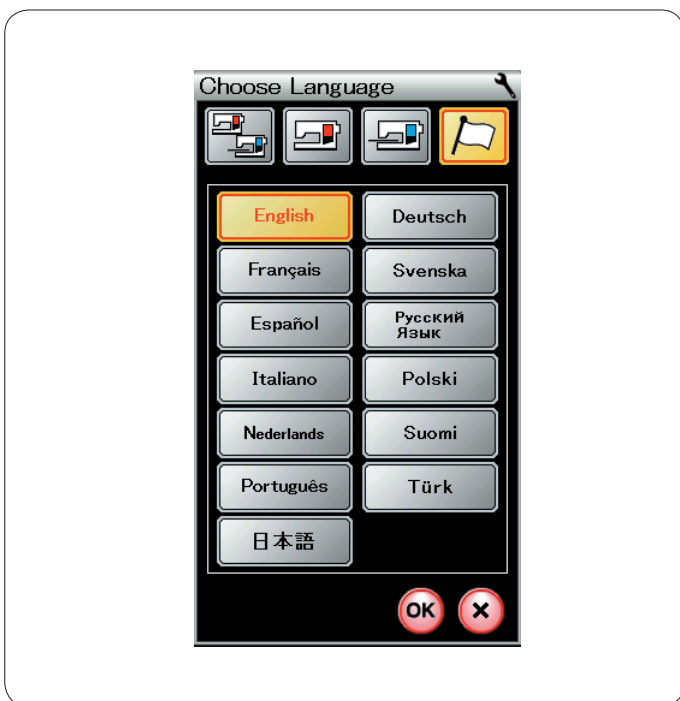 Choose Language
English
Deutsch
Français
Svenska
Español
Русский
Язык
Italiano
Polski
Nederlands
Suomi
Português
Türk
日本語
OK